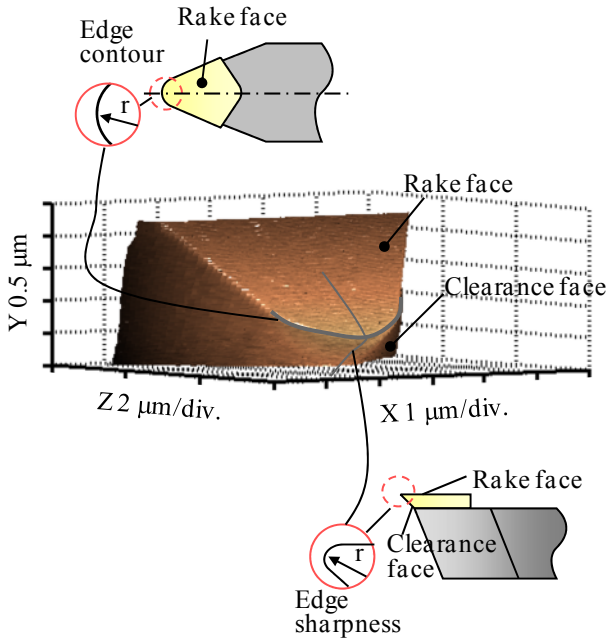 Edge
contour
Rake face
r
Rake face
Clearance face
Y 0.5 μm
Z 2 μm/div.
X 1 μm/div.
Rake face
Clearance
face
r
Edge
sharpness